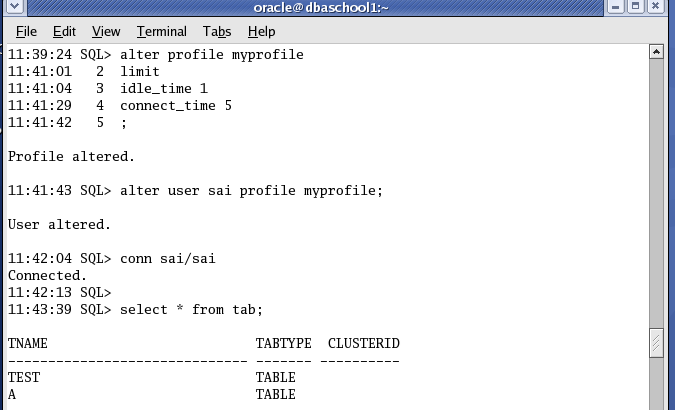 oracle@dbaschool1:~
File Edit View Terminal Tabs Help
11:39:24 SQL> alter profile myprofile
11:41:01   2  limit
11:41:04   3  idle_time 1
11:41:29   4  connect_time 5
11:41:42   5  ;
Profile altered.
11:41:43 SQL> alter user sai profile myprofile;
User altered.
11:42:04 SQL> conn sai/sai
Connected.
11:42:13 SQL>
11:43:39 SQL> select * from tab;
TNAME                          TABTYPE  CLUSTERID
------------------------------ ------- ----------
TEST                           TABLE
A                              TABLE